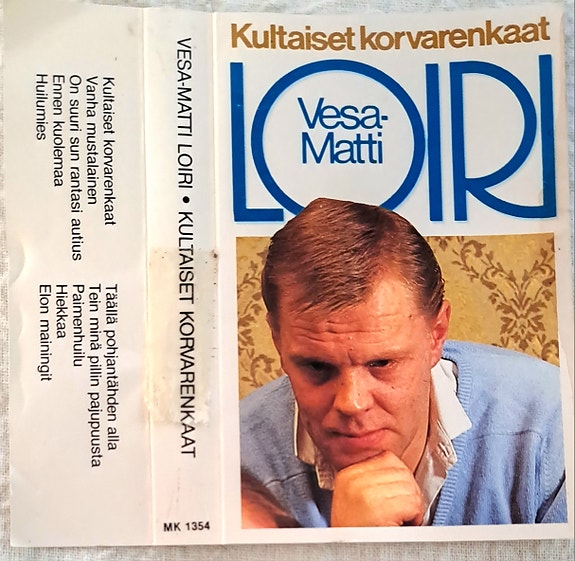 Kultaiset korvarenkaat
Vesa-
Matti
LOIRI
VESA-MATTI LOIRI • KULTAISET KORVARENKAAT
MK 1354
Kultaiset korvarenkaat
Vanha mustalainen
On suuri sun rantasi autius
Ennen kuolemaa
Huilumies
Täällä pohjantähden alla
Tein minä pillin pajupuusta
Paimenhuilu
Hiekkaa
Elon mainingit